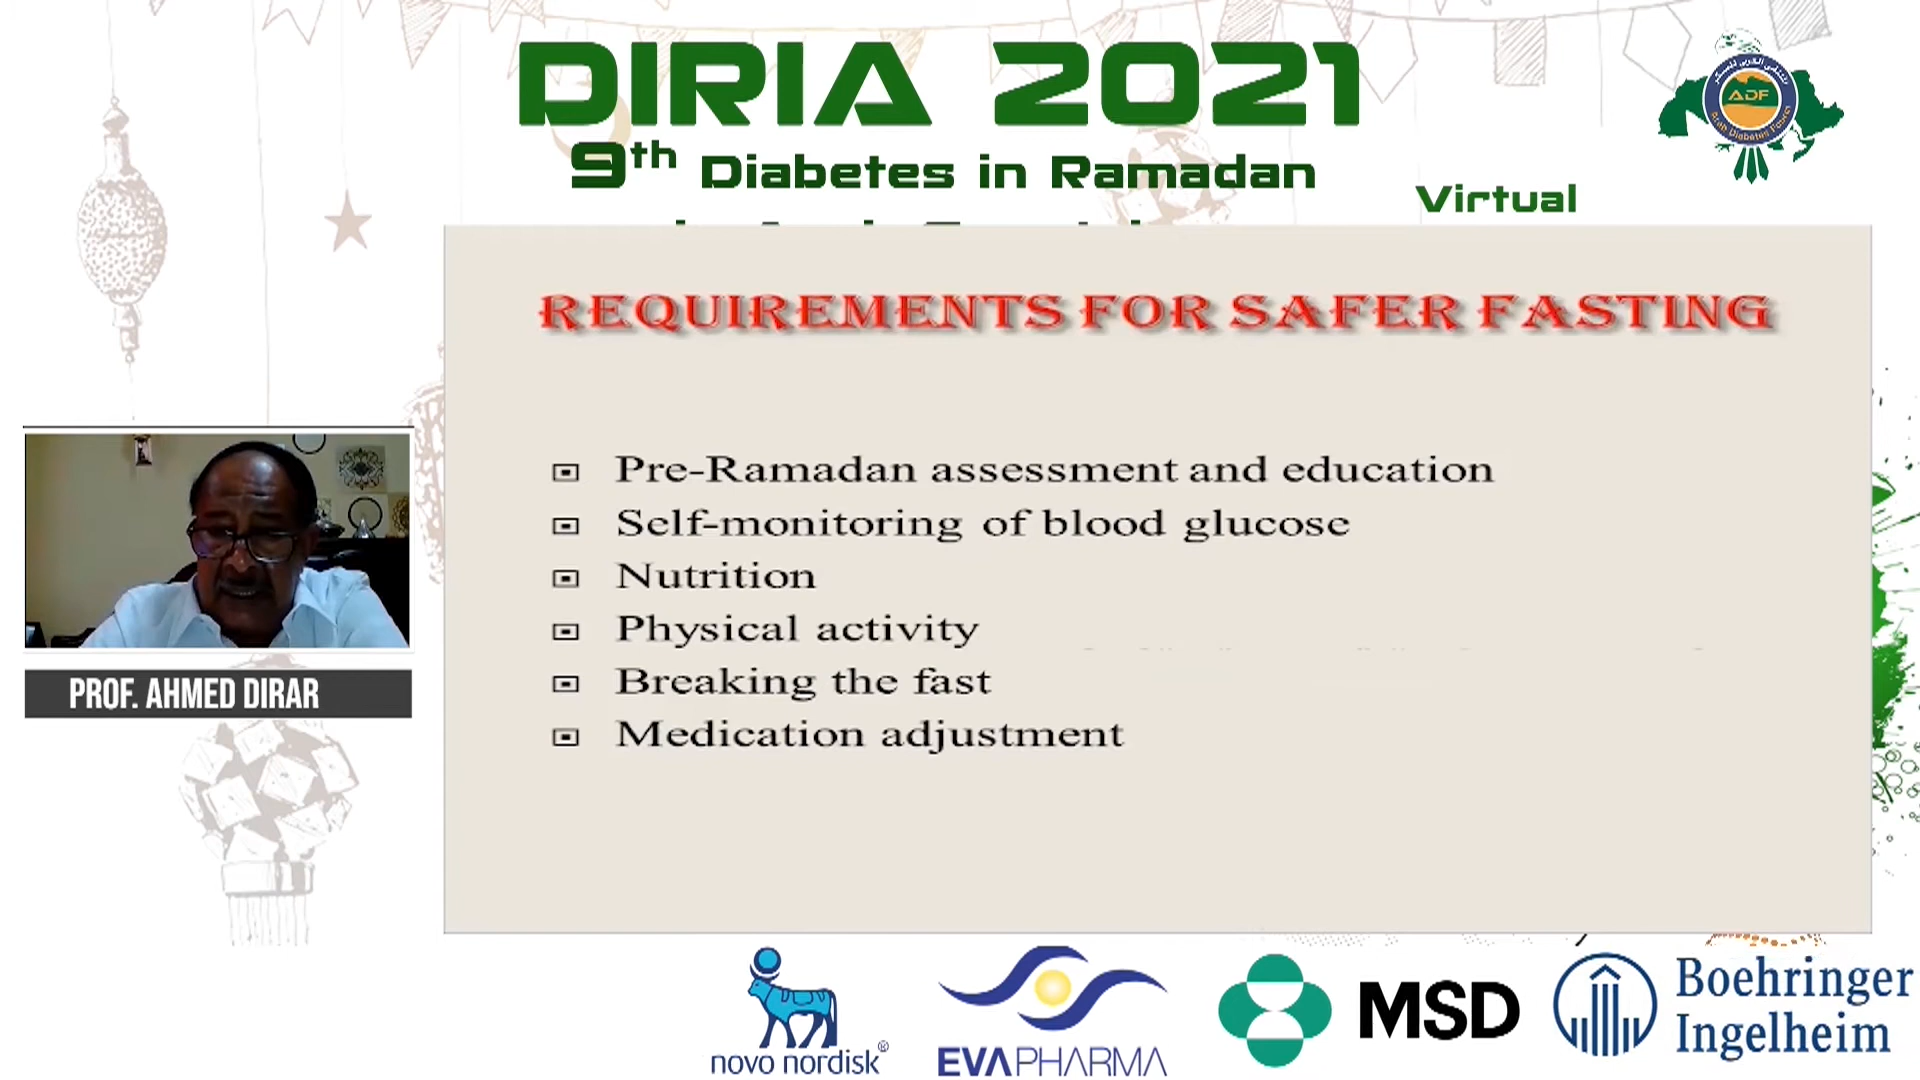 DIRIA 2021
9th Diabetes in Ramadan
Virtual
ADF
REQUIREMENTS FOR SAFER FASTING
Pre-Ramadan assessment and education
Self-monitoring of blood glucose
Nutrition
Physical activity
Breaking the fast
Medication adjustment
PROF. AHMED DIRAR
novo nordisk®
EVAPHARMA
MSD
Boehringer
Ingelheim